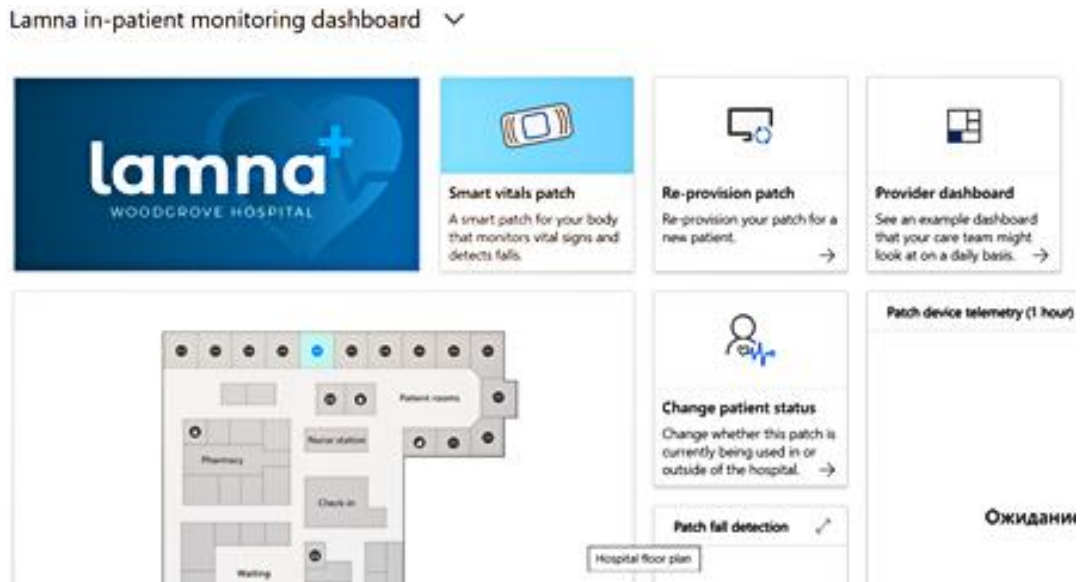 Lamna in-patient monitoring dashboard
lamna
WOODGROVE HOSPITAL
Smart vitals patch
A smart patch for your body
that monitors vital signs and
detects falls.
Re-provision patch
Re-provision your patch for a
new patient.
Provider dashboard
See an example dashboard
that your care team might
look at on a daily basis.
Patient rooms
Nurse station
Pharmacy
Check-in
Waiting
Hospital floor plan
Change patient status
Change whether this patch is
currently being used in or
outside of the hospital.
Patch fall detection
Patch device telemetry (1 hour)
Ожидание